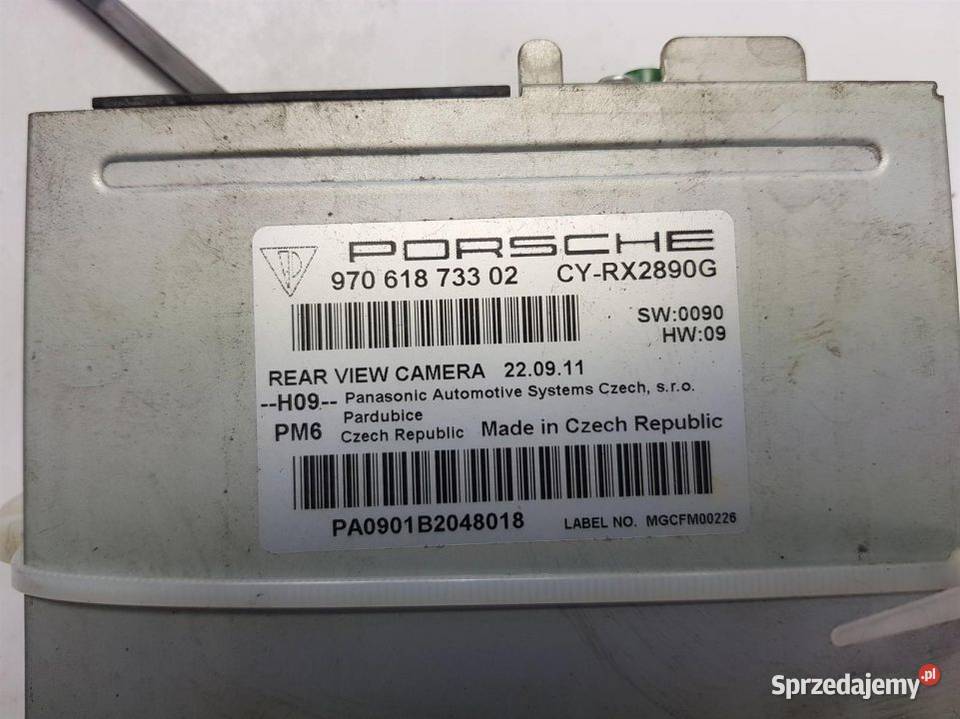 PORSCHE
970 618 733 02 CY-RX2890G
SW:0090
HW:09
REAR VIEW CAMERA 22.09.11
--H09-- Panasonic Automotive Systems Czech, s.r.o.
Pardubice
PM6 Czech Republic Made in Czech Republic
PA0901B2048018 LABEL NO. MGCFM00226
Sprzedajemy.pl